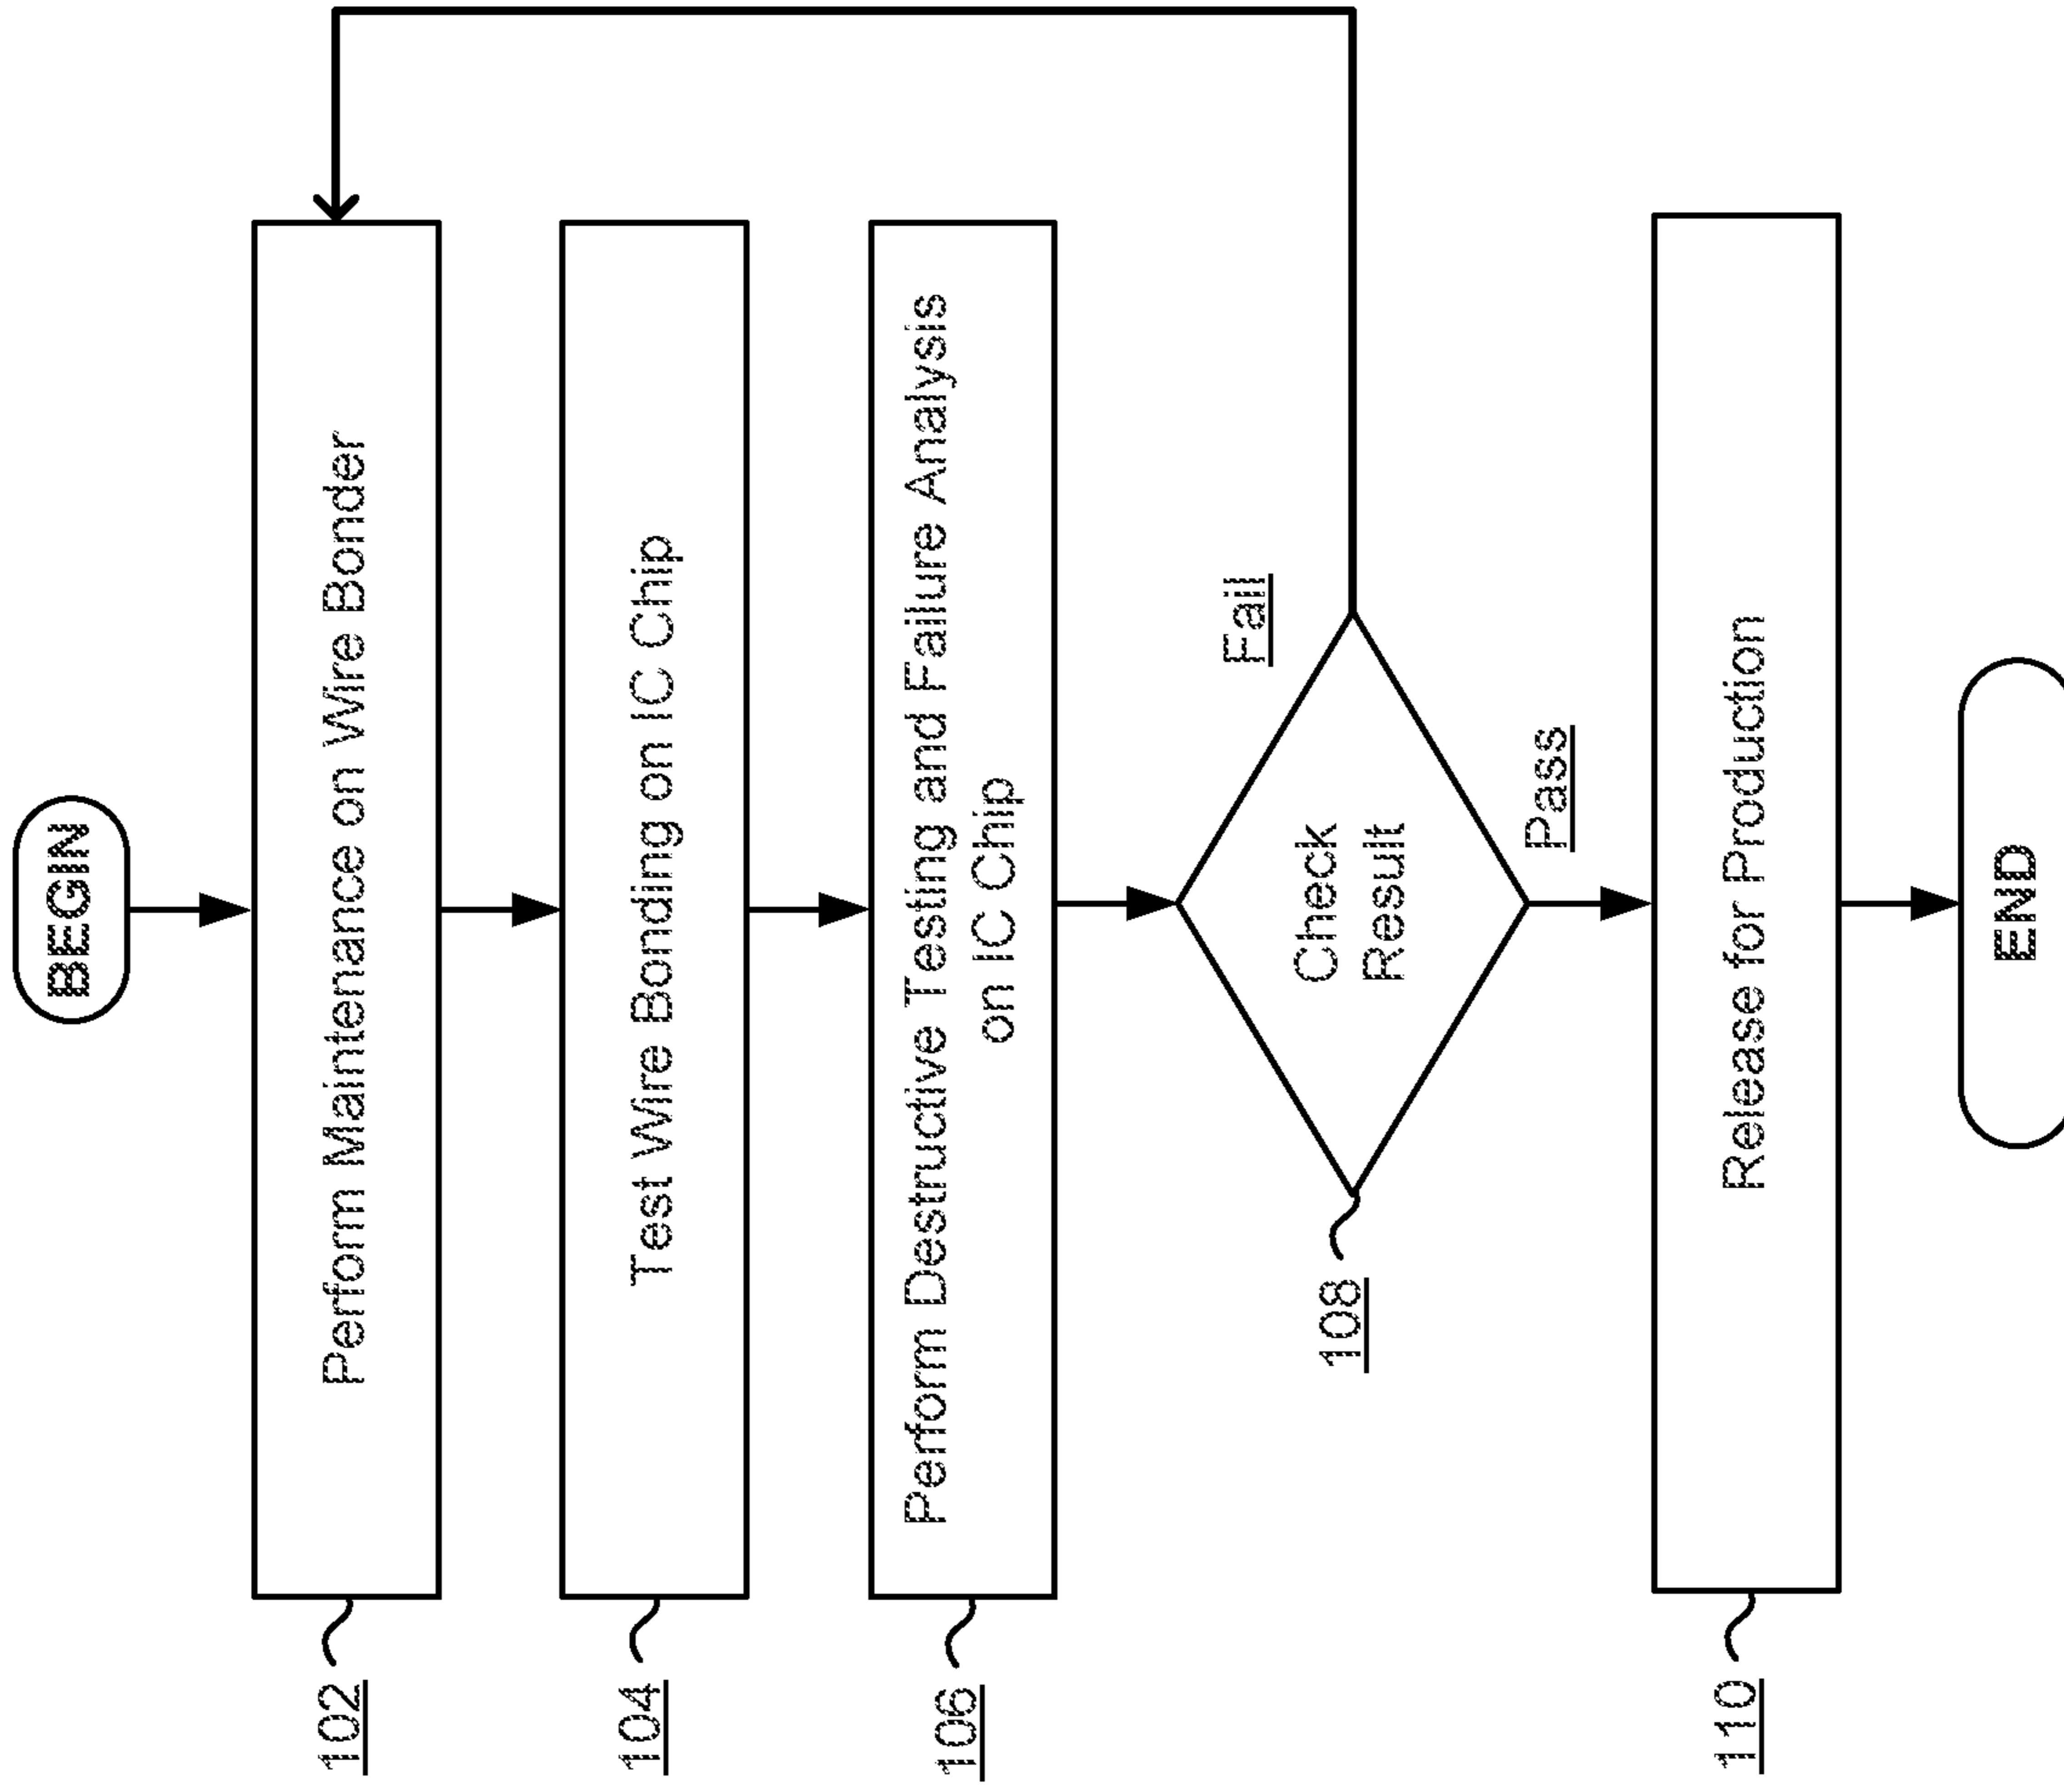 BEGIN
Perform Maintenance on Wire Bonder
102
Test Wire Bonding on IC Chip
104
Perform Destructive Testing and Failure Analysis
on IC Chip
106
Check
Result
Fail
108
Pass
Release for Production
110
END